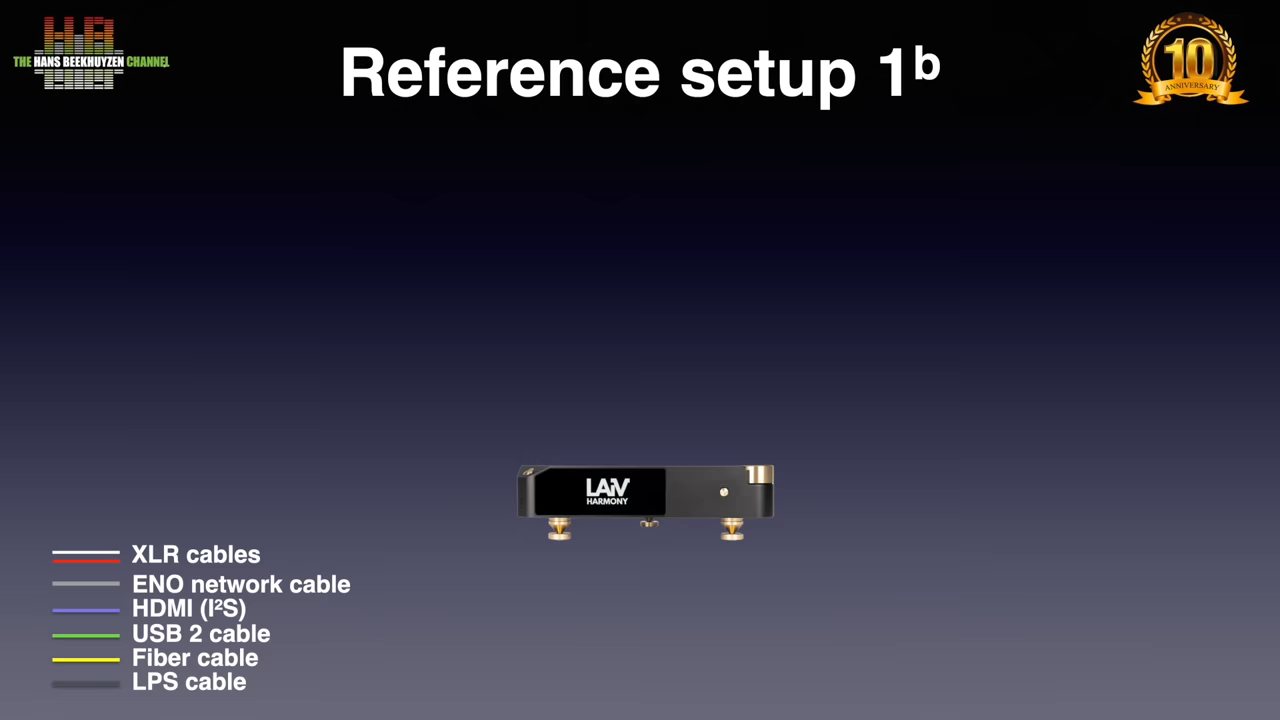 THE HANS BEEKHUYZEN CHANNEL
Reference setup 1ᵇ
10
ANNIVERSARY
LAiV
HARMONY
XLR cables
ENO network cable
HDMI (I²S)
USB 2 cable
Fiber cable
LPS cable